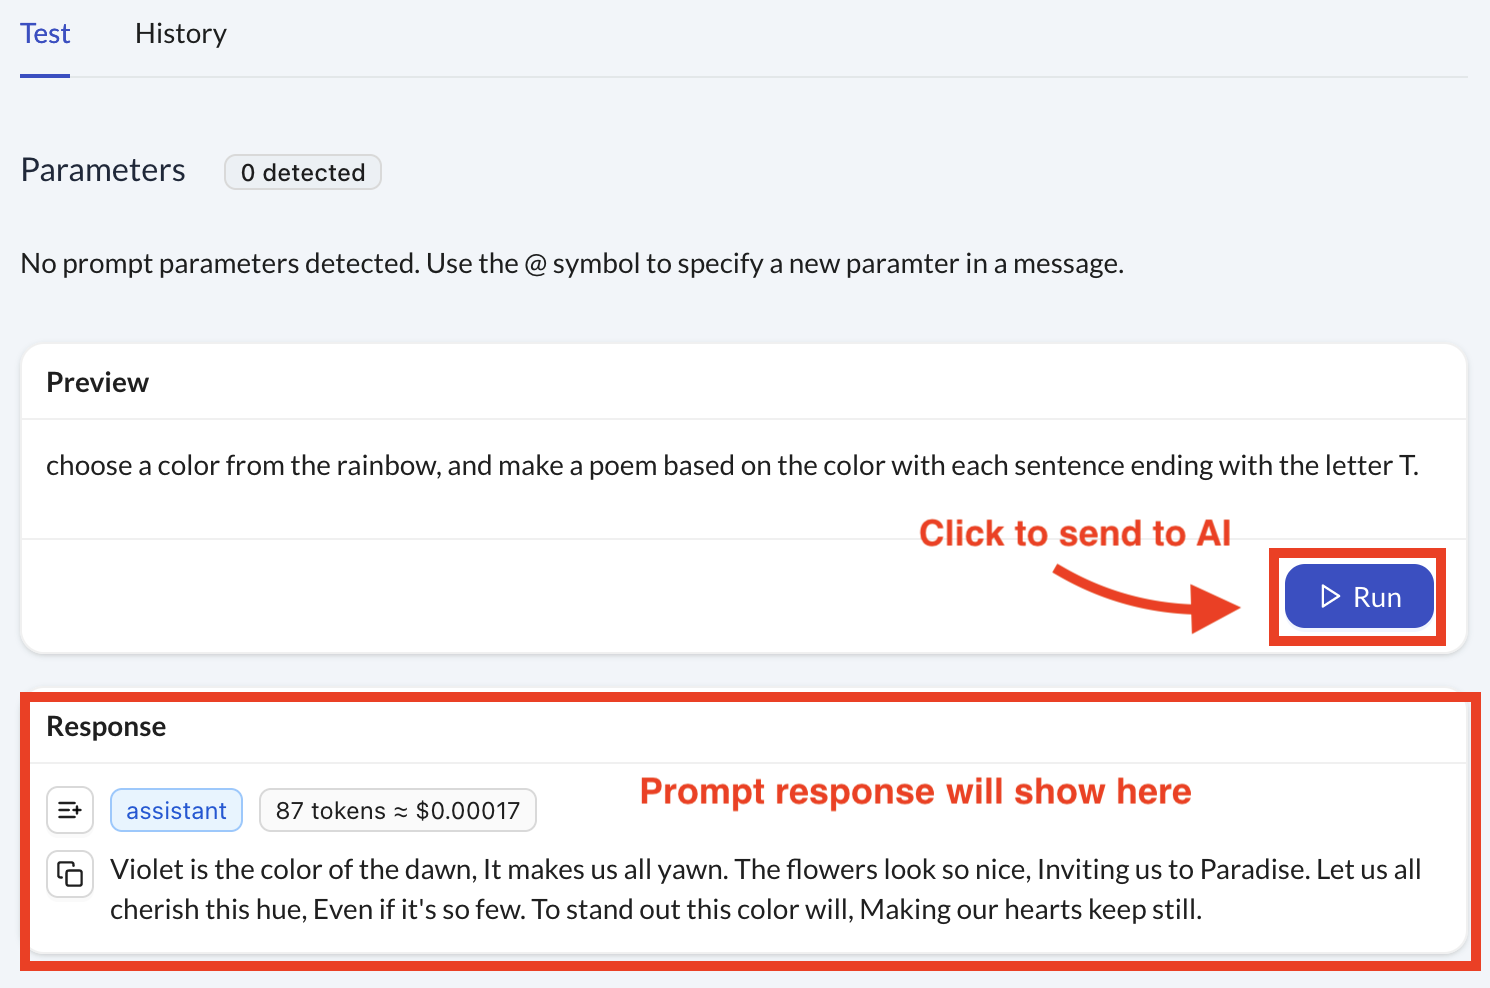 Test History
Parameters 0 detected
No prompt parameters detected. Use the @ symbol to specify a new paramter in a message.
Preview
choose a color from the rainbow, and make a poem based on the color with each sentence ending with the letter T.
Click to send to AI
Run
Response
Prompt response will show here
assistant 87 tokens ≈ $0.00017
Violet is the color of the dawn, It makes us all yawn. The flowers look so nice, Inviting us to Paradise. Let us all
cherish this hue, Even if it's so few. To stand out this color will, Making our hearts keep still.